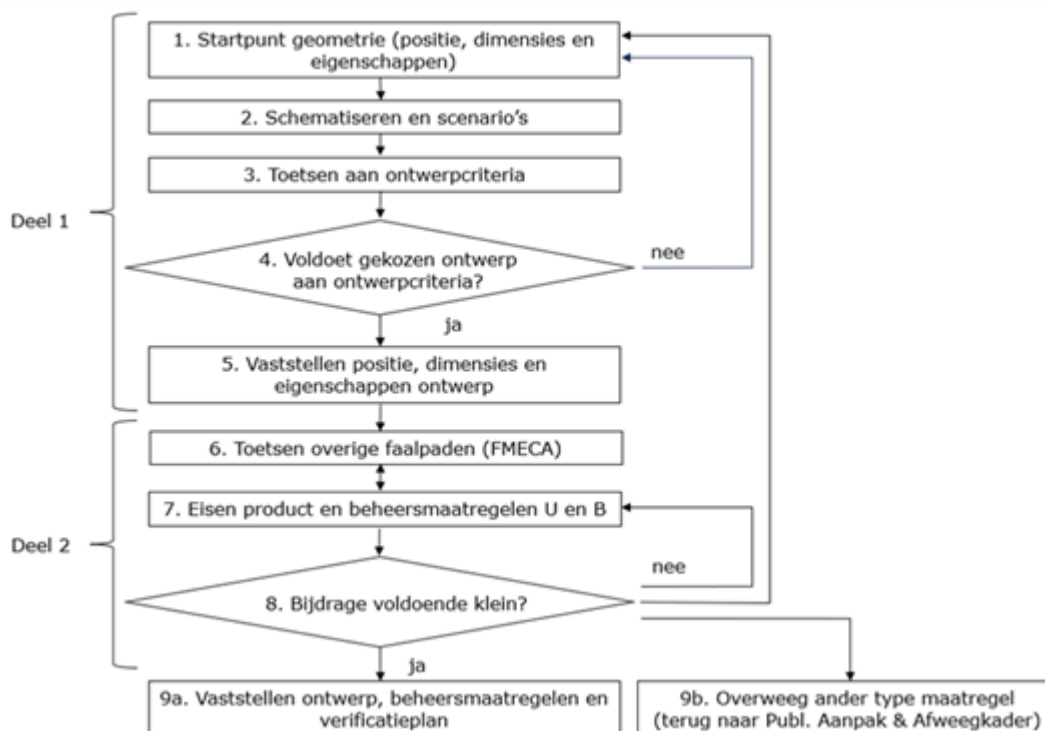 1. Startpunt geometrie (positie, dimensies en
eigenschappen)
2. Schematiseren en scenario's
3. Toetsen aan ontwerpcriteria
Deel 1
4. Voldoet gekozen ontwerp
aan ontwerpcriteria?
nee
ja
5. Vaststellen positie, dimensies en
eigenschappen ontwerp
6. Toetsen overige faalpaden (FMECA)
7. Eisen product en beheersmaatregelen U en B
Deel 2
nee
8. Bijdrage voldoende klein?
ja
9a. Vaststellen ontwerp, beheersmaatregelen en
verificatieplan
9b. Overweeg ander type maatregel
(terug naar Publ. Aanpak & Afweegkader)